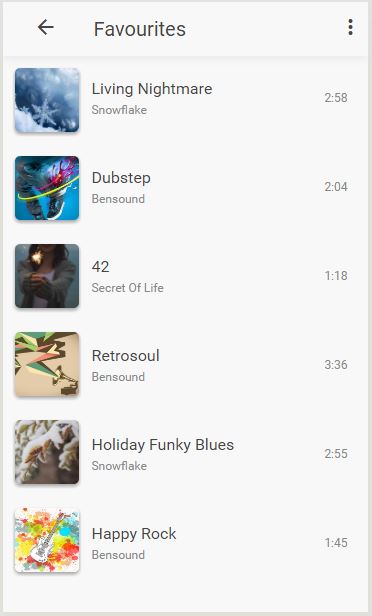 Favourites
Living Nightmare
Snowflake
2:58
Dubstep
Bensound
2:04
42
Secret Of Life
1:18
Retrosoul
Bensound
3:36
Holiday Funky Blues
Snowflake
2:55
Happy Rock
Bensound
1:45